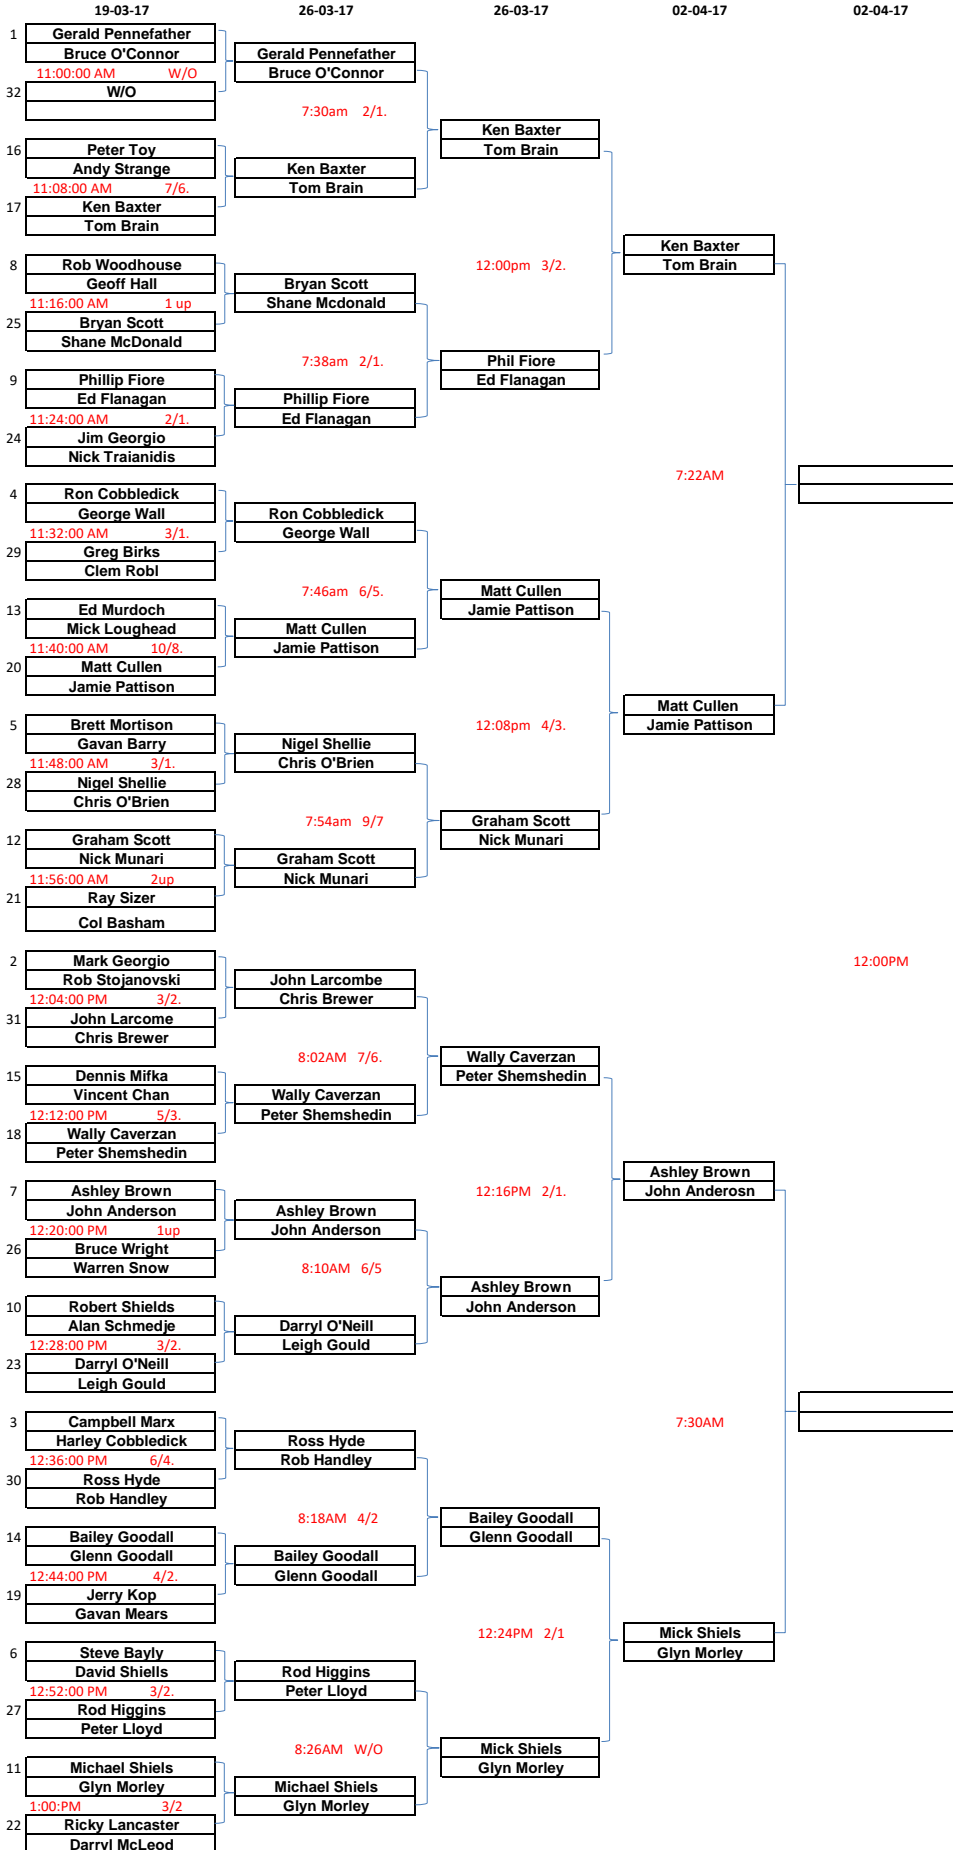 19-03-17 26-03-17 26-03-17 02-04-17 02-04-17
1 Gerald Pennefather
Bruce O'Connor
11:00:00 AM W/O
32 W/O
Gerald Pennefather
Bruce O'Connor
7:30am 2/1.
16 Peter Toy
Andy Strange
11:08:00 AM 7/6.
17 Ken Baxter
Tom Brain
Ken Baxter
Tom Brain
Ken Baxter
Tom Brain
8 Rob Woodhouse
Geoff Hall
11:16:00 AM 1 up
25 Bryan Scott
Shane McDonald
Bryan Scott
Shane Mcdonald
7:38am 2/1.
9 Phillip Fiore
Ed Flanagan
11:24:00 AM 2/1.
24 Jim Georgio
Nick Traianidis
Phillip Fiore
Ed Flanagan
Phil Fiore
Ed Flanagan
12:00pm 3/2.
Ken Baxter
Tom Brain
4 Ron Cobbledick
George Wall
11:32:00 AM 3/1.
29 Greg Birks
Clem Robl
Ron Cobbledick
George Wall
7:46am 6/5.
13 Ed Murdoch
Mick Loughead
11:40:00 AM 10/8.
20 Matt Cullen
Jamie Pattison
Matt Cullen
Jamie Pattison
Matt Cullen
Jamie Pattison
5 Brett Mortison
Gavan Barry
11:48:00 AM 3/1.
28 Nigel Shellie
Chris O'Brien
Nigel Shellie
Chris O'Brien
7:54am 9/7
12 Graham Scott
Nick Munari
11:56:00 AM 2up
21 Ray Sizer
Col Basham
Graham Scott
Nick Munari
Graham Scott
Nick Munari
12:08pm 4/3.
Matt Cullen
Jamie Pattison
7:22AM
12:00PM
2 Mark Georgio
Rob Stojanovski
12:04:00 PM 3/2.
31 John Larcome
Chris Brewer
John Larcombe
Chris Brewer
8:02AM 7/6.
15 Dennis Mifka
Vincent Chan
12:12:00 PM 5/3.
18 Wally Caverzan
Peter Shemshedin
Wally Caverzan
Peter Shemshedin
Wally Caverzan
Peter Shemshedin
7 Ashley Brown
John Anderson
12:20:00 PM 1up
26 Bruce Wright
Warren Snow
Ashley Brown
John Anderson
8:10AM 6/5
10 Robert Shields
Alan Schmedje
12:28:00 PM 3/2.
23 Darryl O'Neill
Leigh Gould
Darryl O'Neill
Leigh Gould
Ashley Brown
John Anderson
12:16PM 2/1.
Ashley Brown
John Anderosn
3 Campbell Marx
Harley Cobbledick
12:36:00 PM 6/4.
30 Ross Hyde
Rob Handley
Ross Hyde
Rob Handley
8:18AM 4/2
14 Bailey Goodall
Glenn Goodall
12:44:00 PM 4/2.
19 Jerry Kop
Gavan Mears
Bailey Goodall
Glenn Goodall
Bailey Goodall
Glenn Goodall
6 Steve Bayly
David Shiells
12:52:00 PM 3/2.
27 Rod Higgins
Peter Lloyd
Rod Higgins
Peter Lloyd
8:26AM W/O
11 Michael Shiels
Glyn Morley
1:00:PM 3/2
22 Ricky Lancaster
Darryl McLeod
Michael Shiels
Glyn Morley
Mick Shiels
Glyn Morley
12:24PM 2/1
Mick Shiels
Glyn Morley
7:30AM